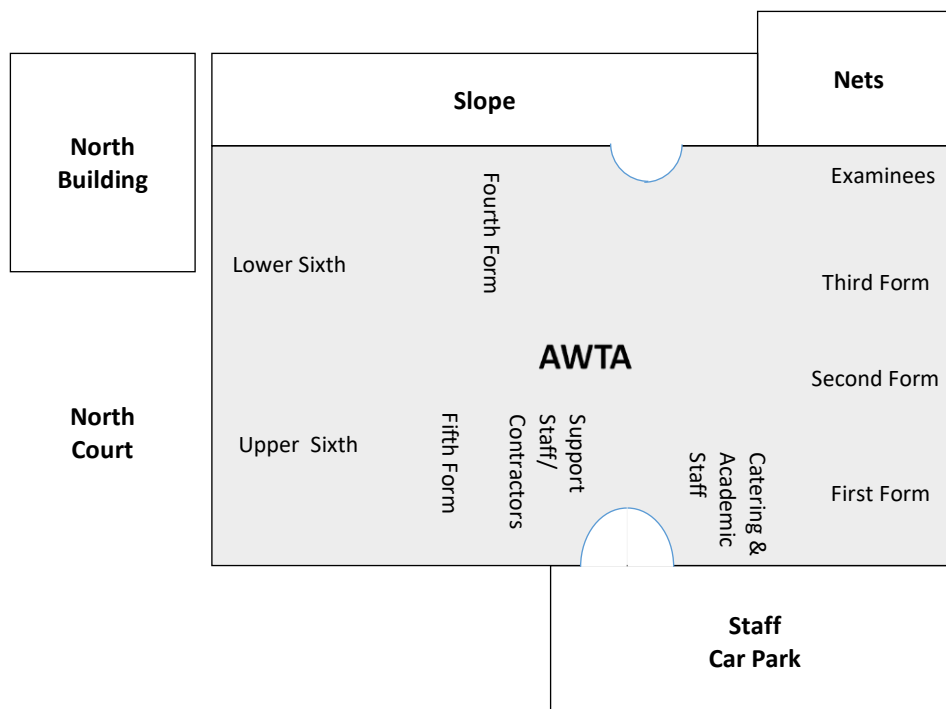 Nets
Slope
North
Building
Examinees
Fourth Form
Lower Sixth
Third Form
AWTA
Second Form
North
Court
Upper Sixth
Fifth Form
Support
Staff/
Contractors
Catering &
Academic
Staff
First Form
Staff
Car Park